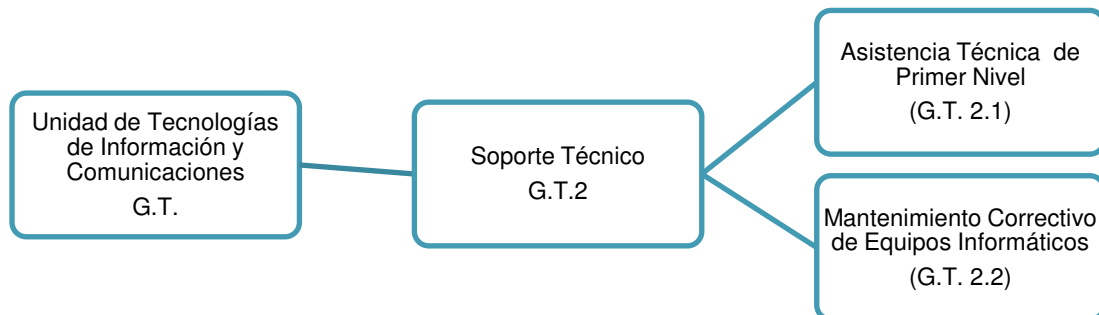 Unidad de Tecnologías
de Información y
Comunicaciones
G.T.
Soporte Técnico
G.T.2
Asistencia Técnica de
Primer Nivel
(G.T. 2.1)
Mantenimiento Correctivo
de Equipos Informáticos
(G.T. 2.2)